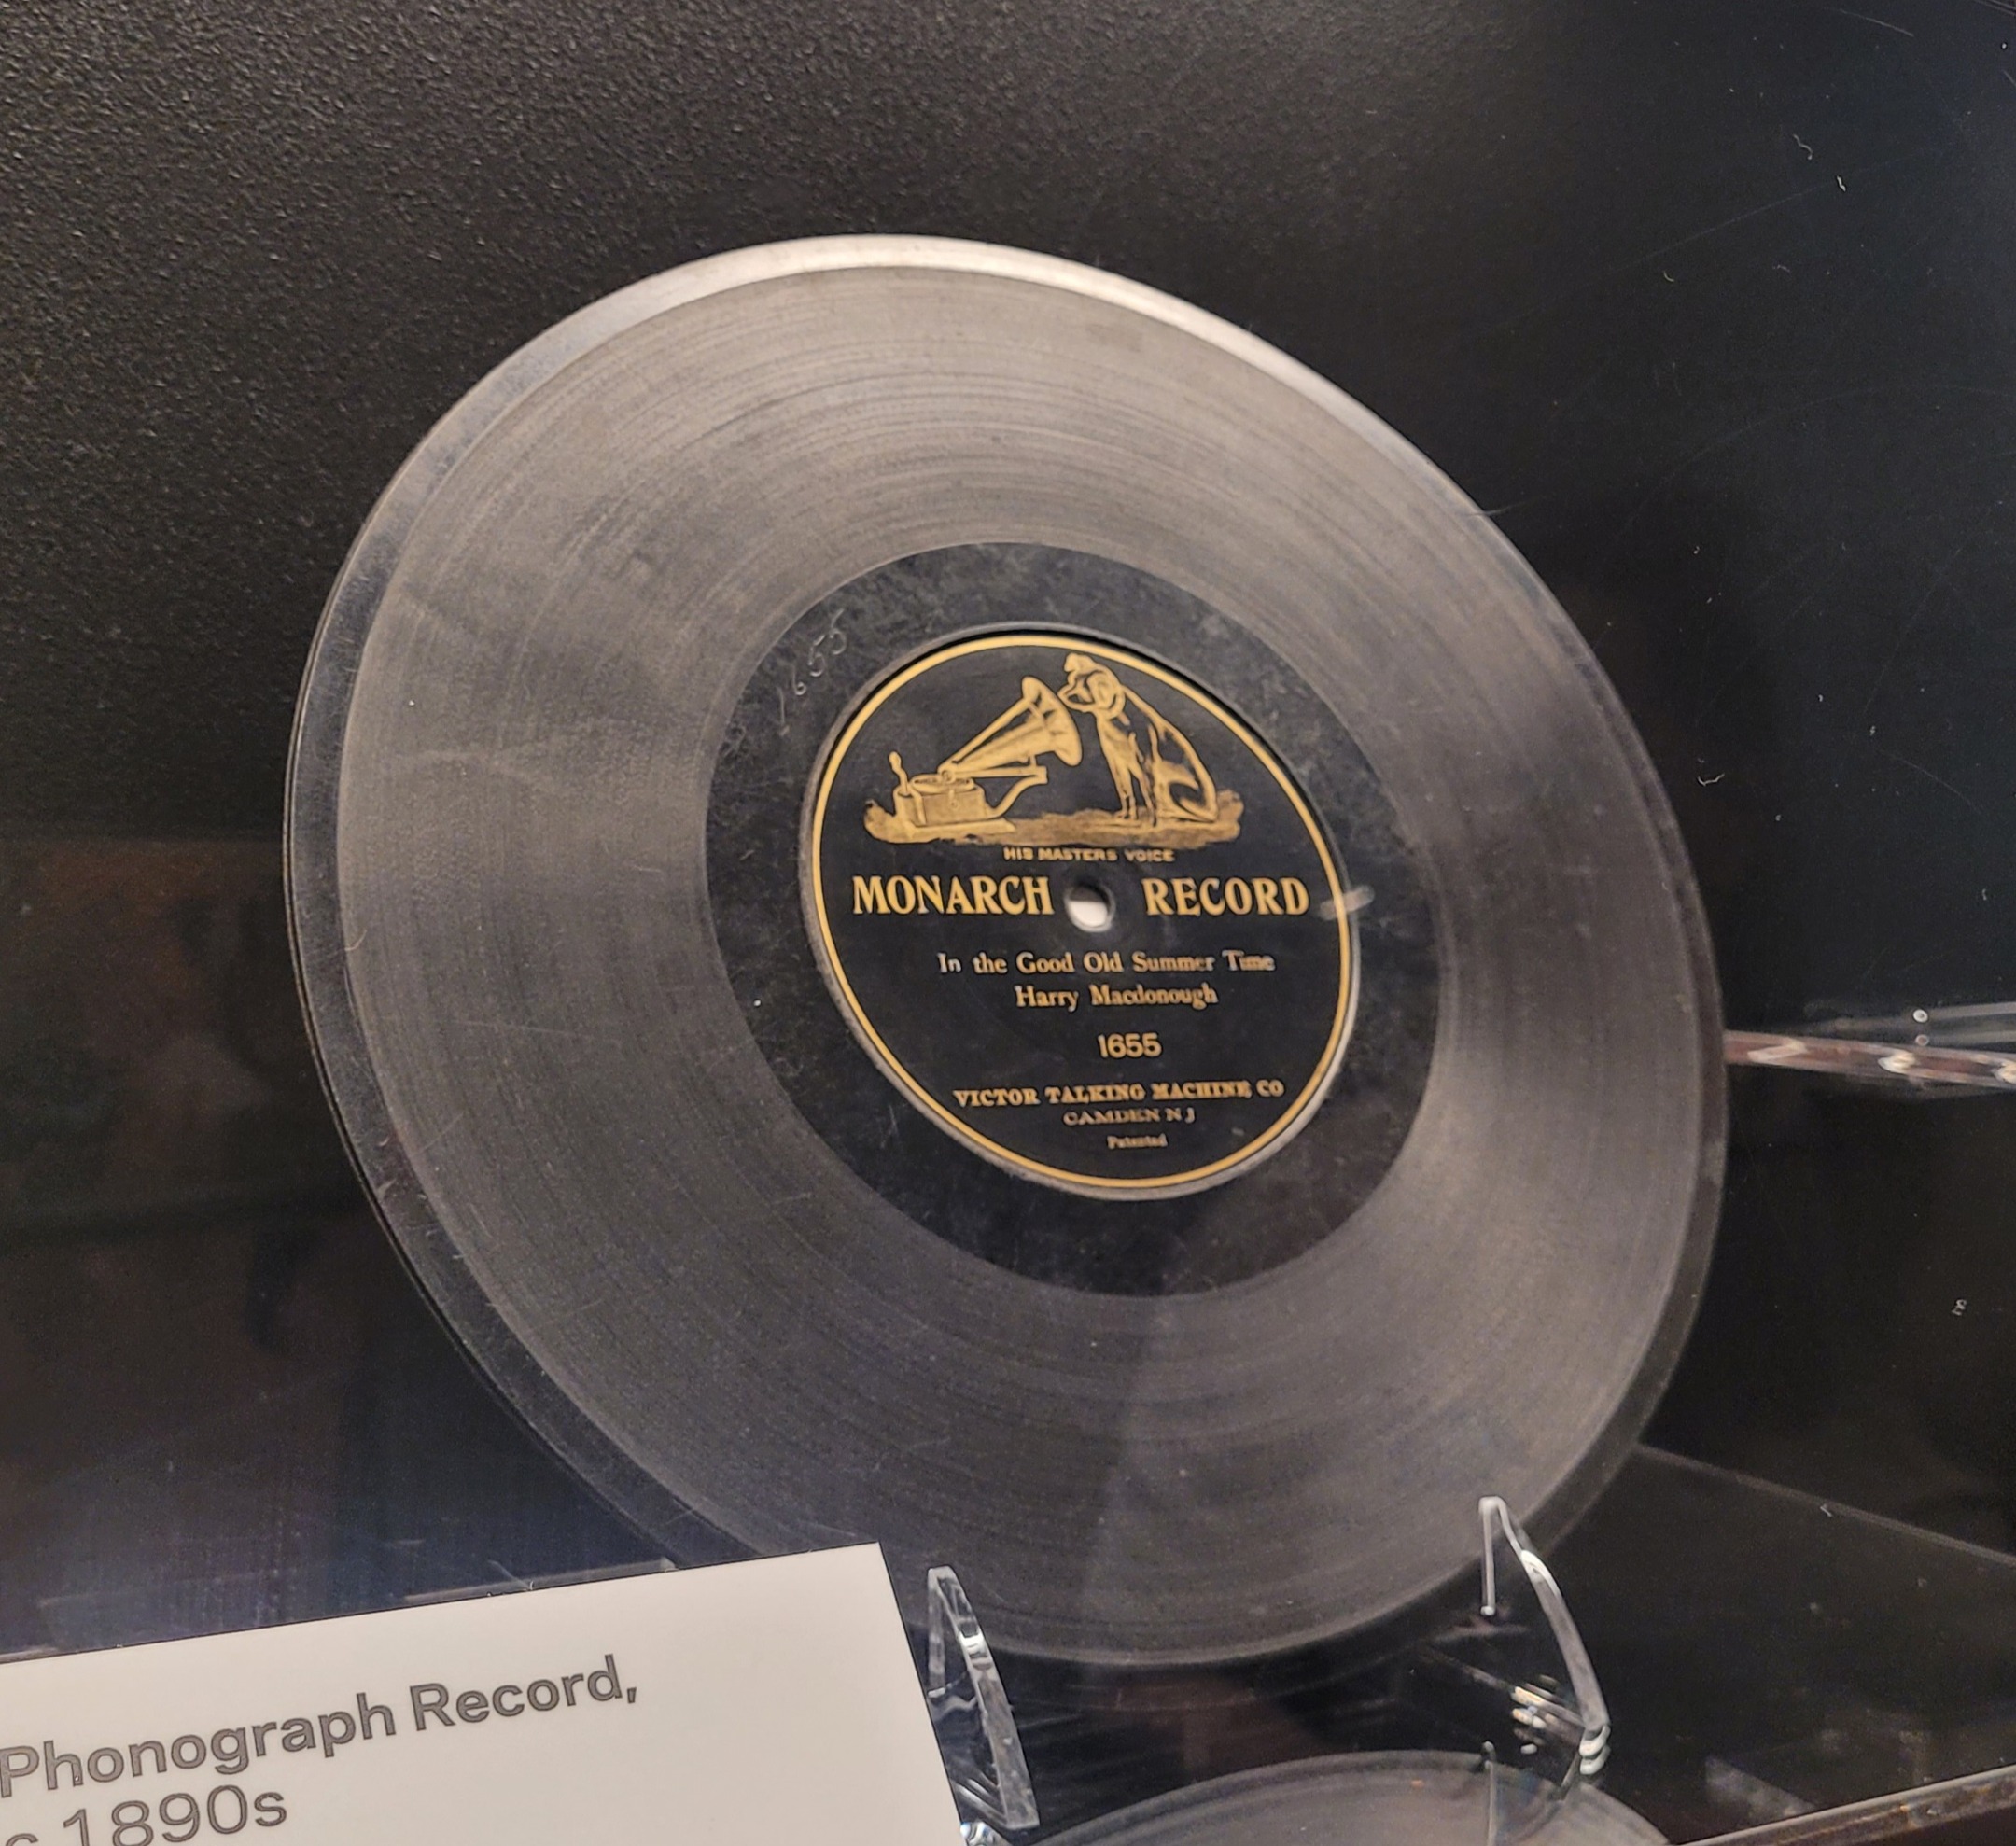 1655
HIS MASTERS VOICE
MONARCH RECORD
In the Good Old Summer Time
Harry Macdonough
1655
VICTOR TALKING MACHINE CO
CAMDEN N J
Patented
Phonograph Record,
c 1890s